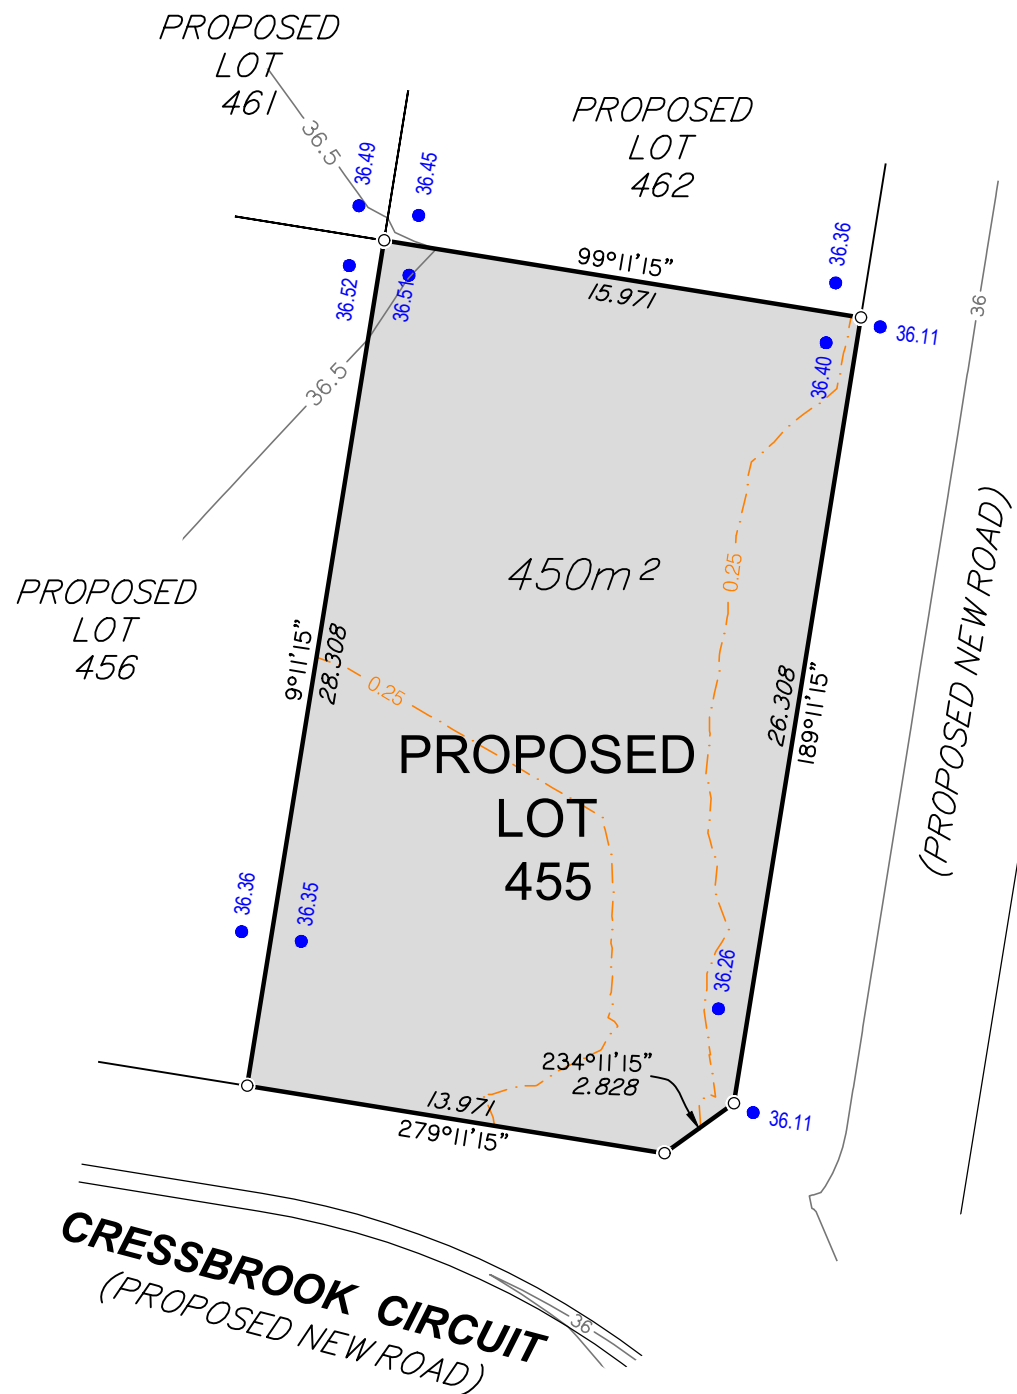 PROPOSED
LOT
461
PROPOSED
LOT
462
36.5
36.49
36.45
36.36
99°11'15"
15.971
36.52
36.51
36.11
36.40
36
36.5
450m²
0.25
(PROPOSED NEW ROAD)
PROPOSED
LOT
456
9°11'15"
28.308
0.25
26.308
189°11'15"
PROPOSED
LOT
455
36.36
36.35
36.26
234°11'15"
2.828
13.971
279°11'15"
36.11
CRESSBROOK CIRCUIT
(PROPOSED NEW ROAD)
36